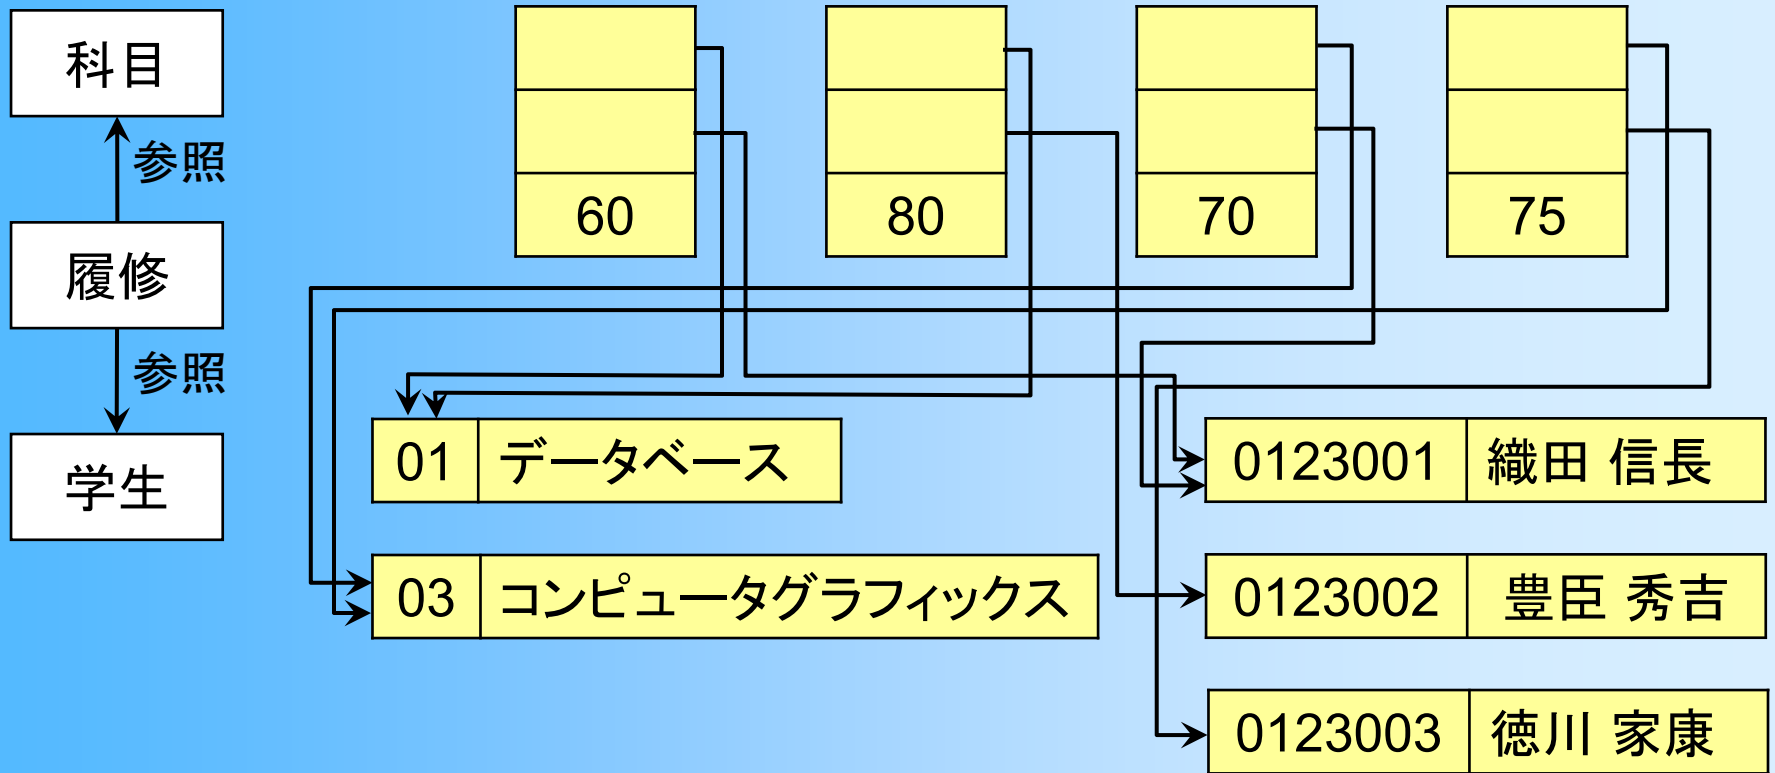 科目
参照
履修
参照
学生
60
80
70
75
01 データベース
03 コンピュータグラフィックス
0123001 織田 信長
0123002 豊臣 秀吉
0123003 徳川 家康